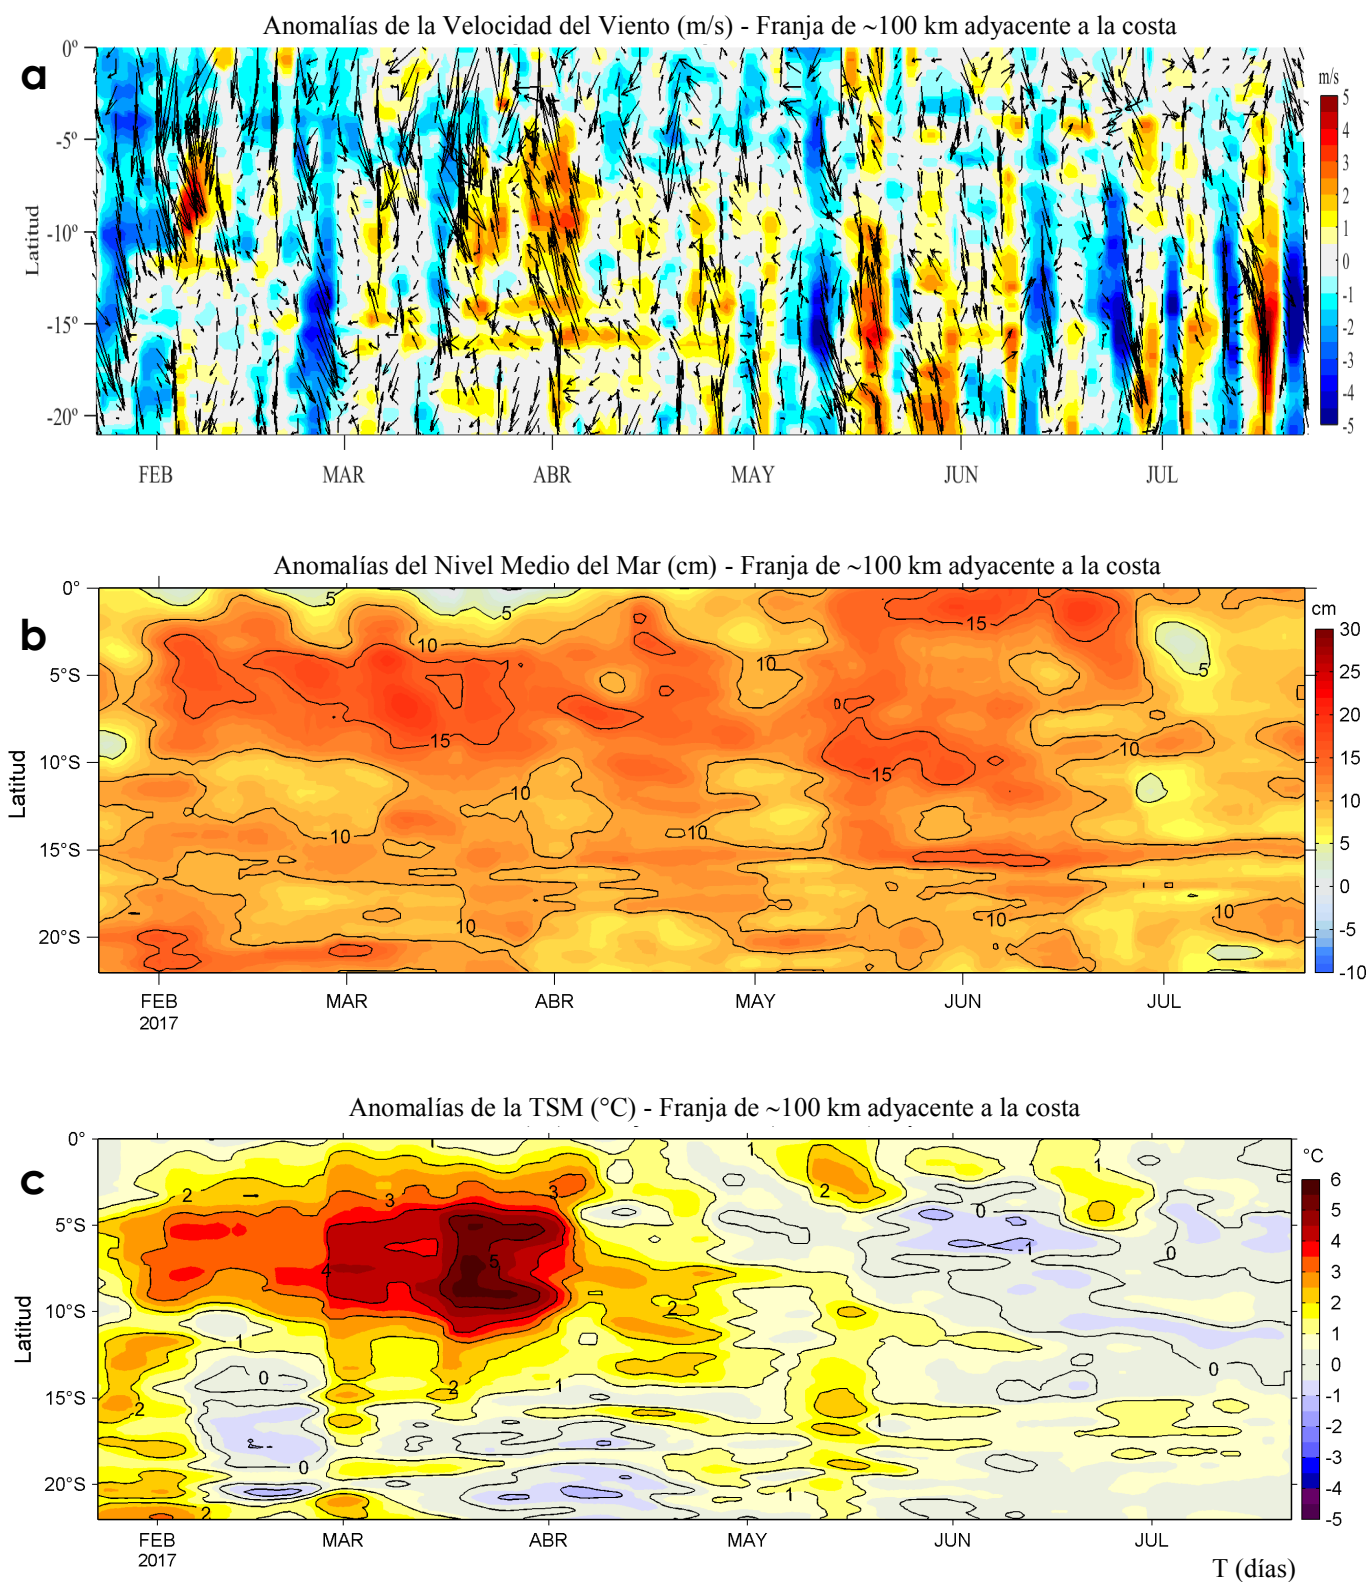 Anomalías de la Velocidad del Viento (m/s) - Franja de ~100 km adyacente a la costa
a
m/s
0º
-5º
-10º
-15º
-20º
Latitud
5
4
3
2
1
0
-1
-2
-3
-4
-5
FEB MAR ABR MAY JUN JUL
Anomalías del Nivel Medio del Mar (cm) - Franja de ~100 km adyacente a la costa
b
cm
0°
5°S
10°S
15°S
20°S
Latitud
5 5 10 15 10 15 5 10 15 10 10 10 10 10 10
30
25
20
15
10
5
0
-5
-10
FEB MAR ABR MAY JUN JUL
2017
Anomalías de la TSM (°C) - Franja de ~100 km adyacente a la costa
c
°C
0°
5°S
10°S
15°S
20°S
Latitud
1 1 2 3 3 2 0 -1 0 4 5 2 1 0 0 2 1 2 1 0 1 2
6
5
4
3
2
1
0
-1
-2
-3
-4
-5
FEB MAR ABR MAY JUN JUL
2017
T (días)